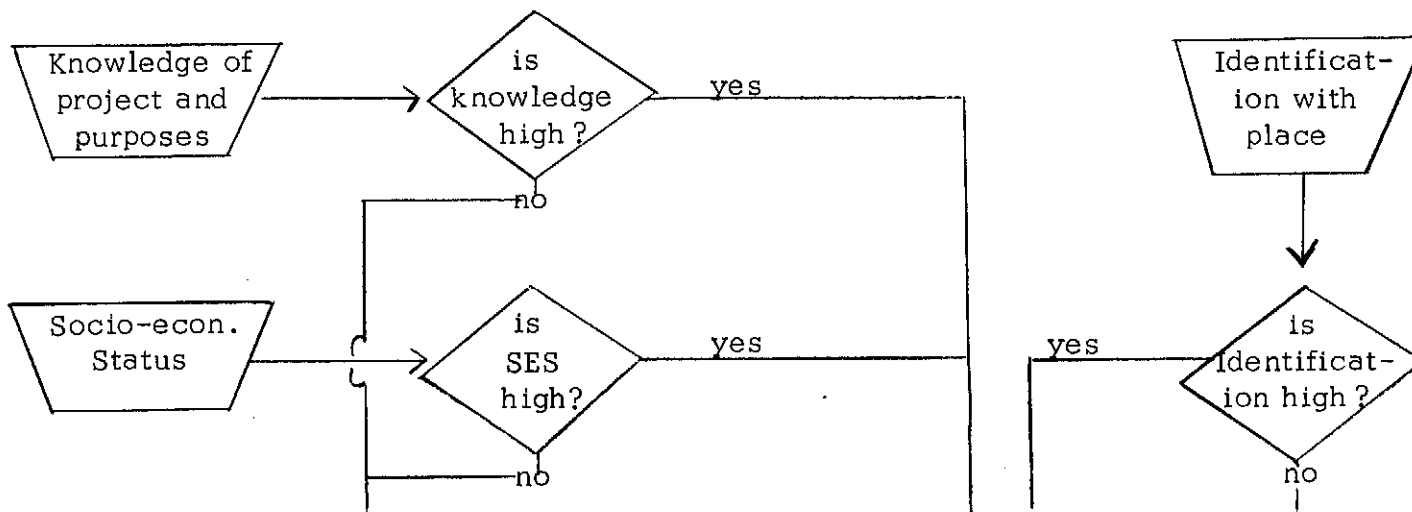 Knowledge of
project and
purposes
is
knowledge
high?
yes
no
Identificat-
ion with
place
Socio-econ.
Status
is
SES
high?
yes
no
yes
is
Identificat-
ion high?
no